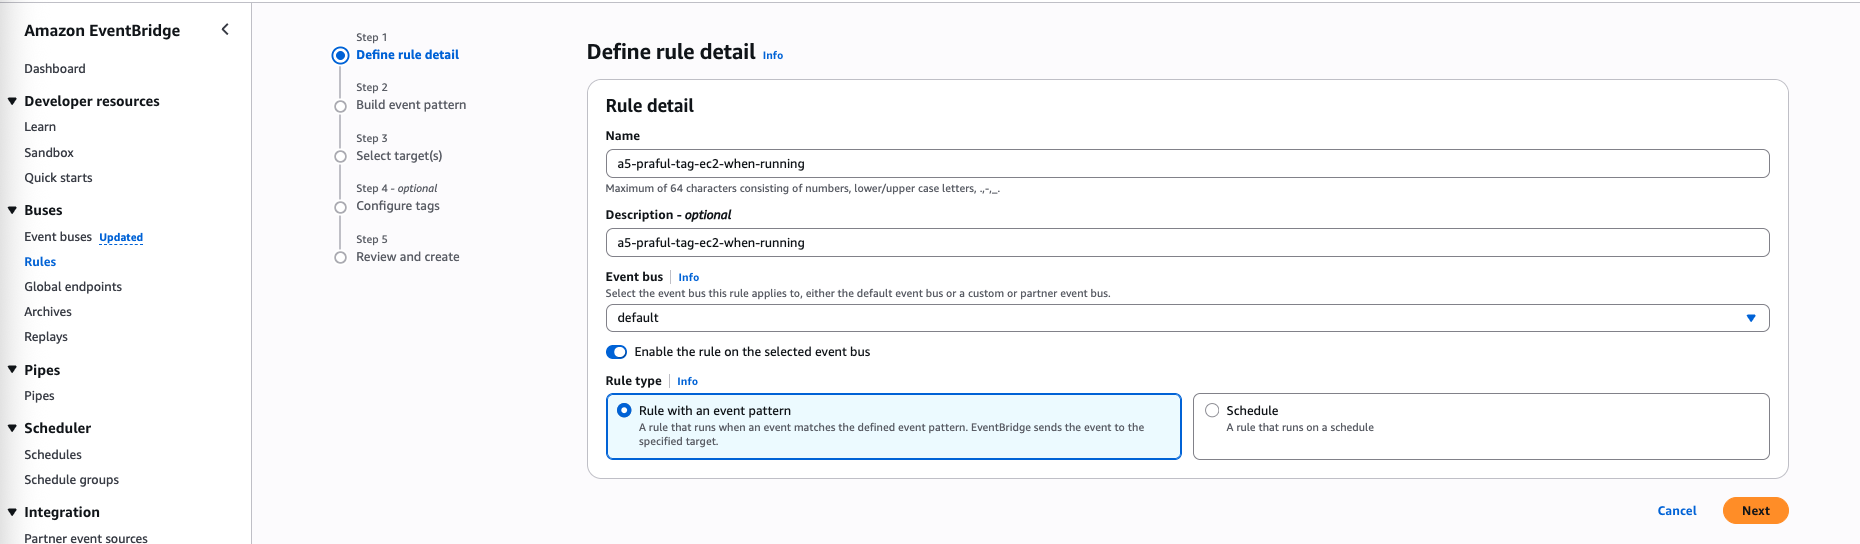 Amazon EventBridge
Dashboard
Developer resources
Learn
Sandbox
Quick starts
Buses
Event buses Updated
Rules
Global endpoints
Archives
Replays
Pipes
Pipes
Scheduler
Schedules
Schedule groups
Integration
Partner event sources
Step 1
Define rule detail
Step 2
Build event pattern
Step 3
Select target(s)
Step 4 - optional
Configure tags
Step 5
Review and create
Define rule detail Info
Rule detail
Name
a5-praful-tag-ec2-when-running
Maximum of 64 characters consisting of numbers, lower/upper case letters, .,-,_.
Description - optional
a5-praful-tag-ec2-when-running
Event bus Info
Select the event bus this rule applies to, either the default event bus or a custom or partner event bus.
default
Enable the rule on the selected event bus
Rule type Info
Rule with an event pattern
A rule that runs when an event matches the defined event pattern. EventBridge sends the event to the
specified target.
Schedule
A rule that runs on a schedule
Cancel Next